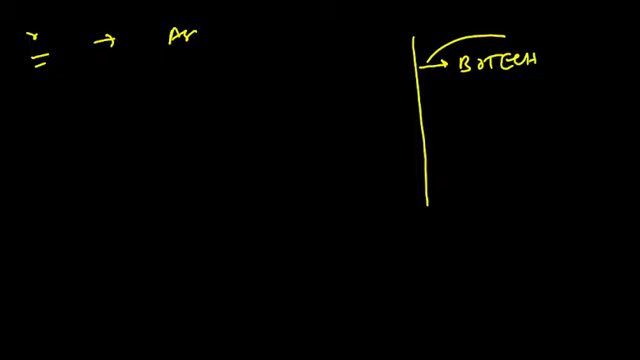 r → Ar
→ B.TECH